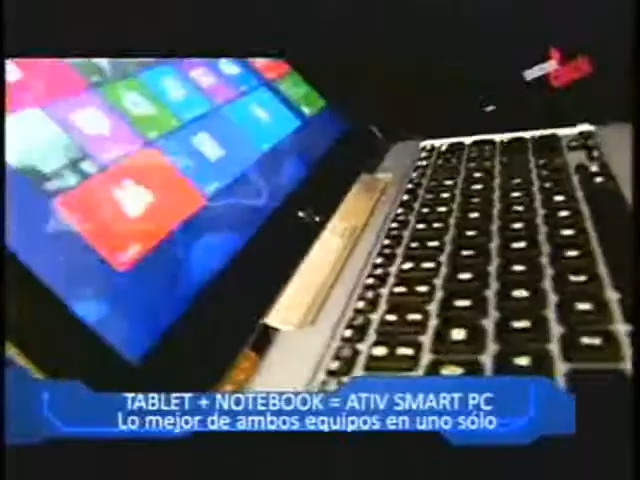 TABLET + NOTEBOOK = ATIV SMART PC
Lo mejor de ambos equipos en uno sólo